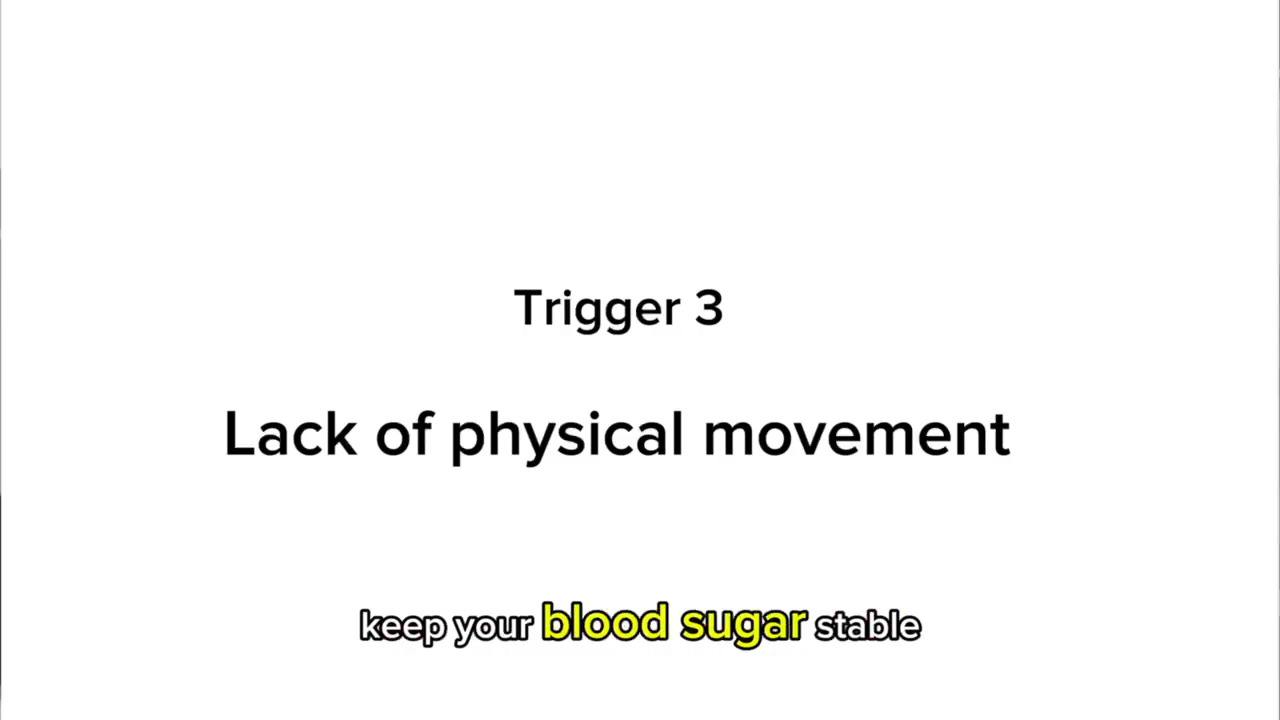 Trigger 3
Lack of physical movement
keep your blood sugar stable